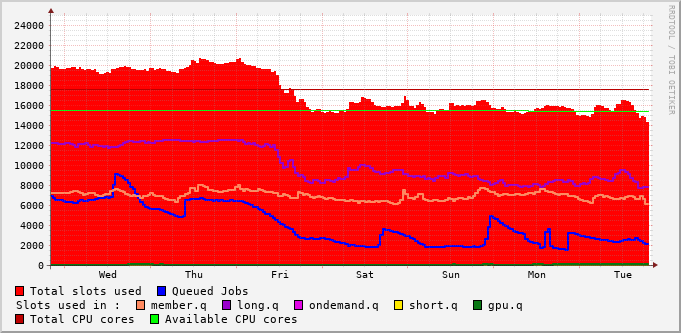 24000
22000
20000
18000
16000
14000
12000
10000
8000
6000
4000
2000
0
Wed Thu Fri Sat Sun Mon Tue
Total slots used Queued Jobs
Slots used in : member.q long.q ondemand.q short.q gpu.q
Total CPU cores Available CPU cores
RRDTOOL / TOBI OETIKER